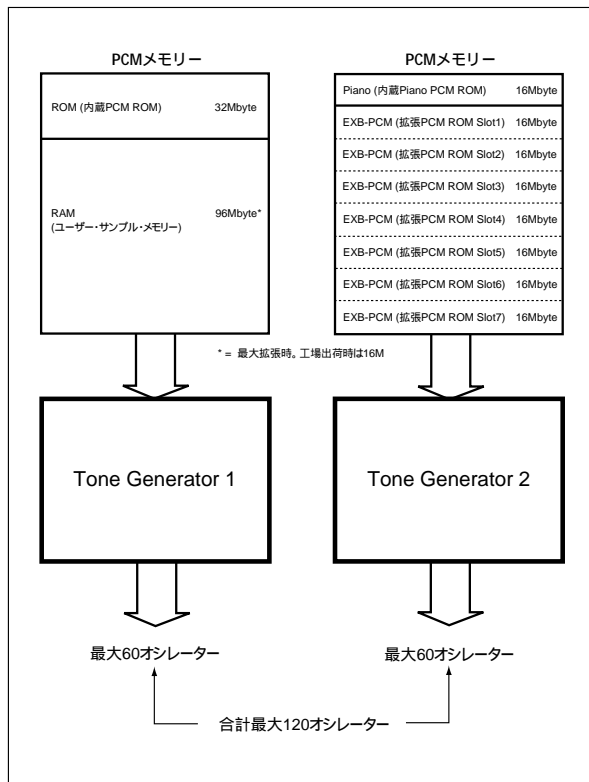 PCMメモリー
ROM (内蔵PCM ROM) 32Mbyte
RAM 96Mbyte*
(ユーザー・サンプル・メモリー)
PCMメモリー
Piano (内蔵Piano PCM ROM) 16Mbyte
EXB-PCM (拡張PCM ROM Slot1) 16Mbyte
EXB-PCM (拡張PCM ROM Slot2) 16Mbyte
EXB-PCM (拡張PCM ROM Slot3) 16Mbyte
EXB-PCM (拡張PCM ROM Slot4) 16Mbyte
EXB-PCM (拡張PCM ROM Slot5) 16Mbyte
EXB-PCM (拡張PCM ROM Slot6) 16Mbyte
EXB-PCM (拡張PCM ROM Slot7) 16Mbyte
* = 最大拡張時。工場出荷時は16M
Tone Generator 1
Tone Generator 2
最大60オシレーター
最大60オシレーター
合計最大120オシレーター